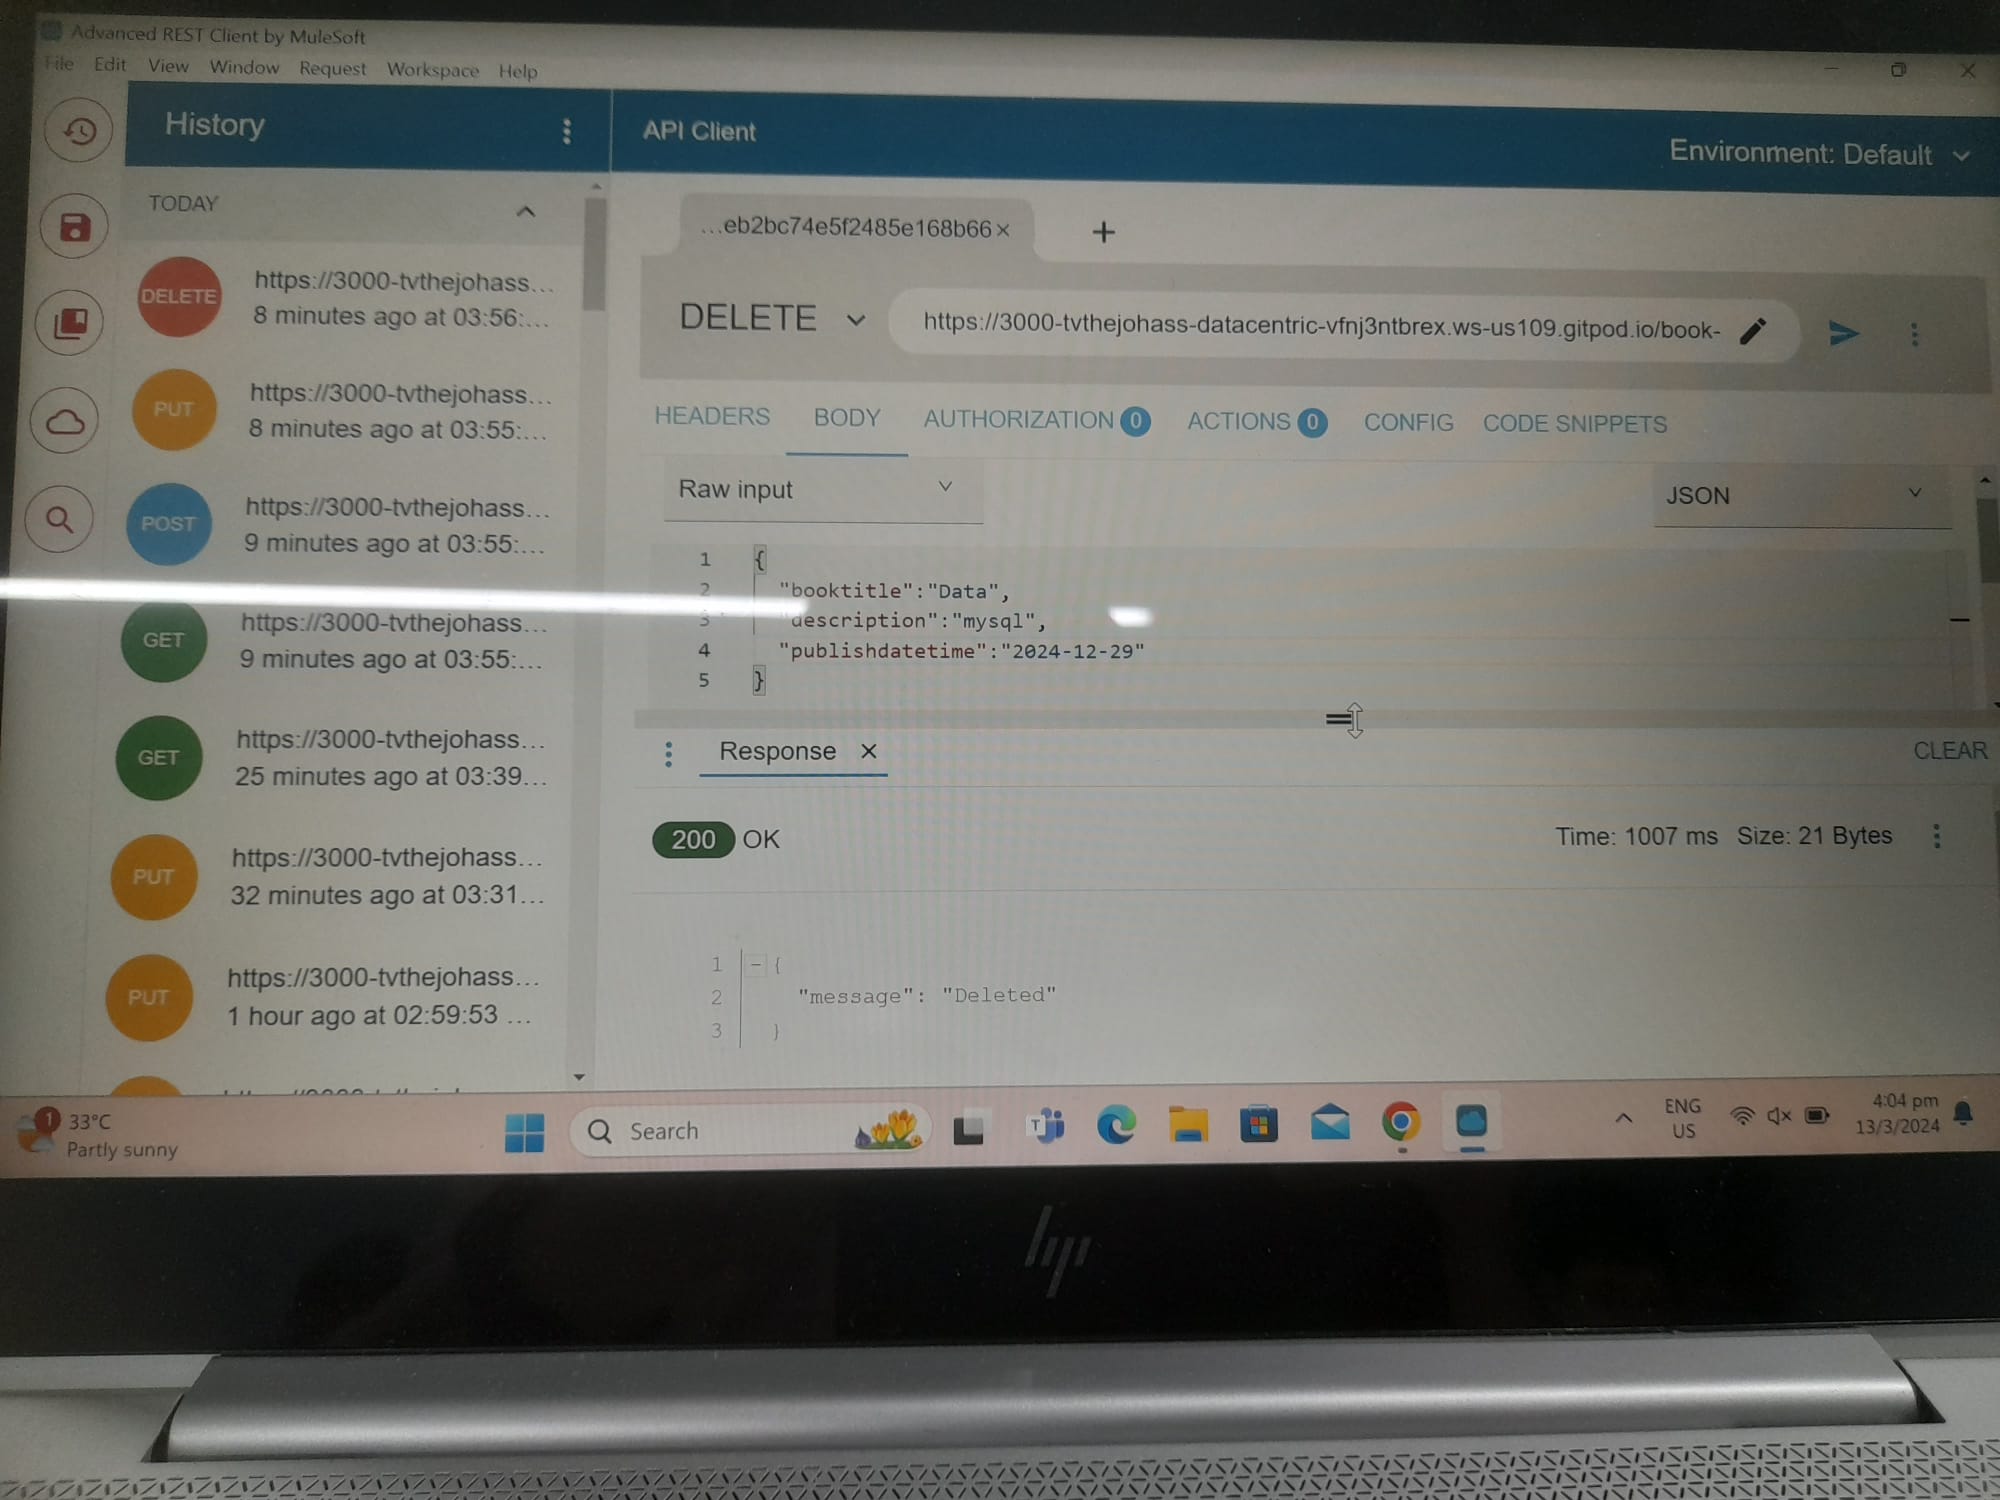 Advanced REST Client by MuleSoft
File Edit View Window Request Workspace Help
History
API Client
Environment: Default
TODAY
...eb2bc74e5f2485e168b66 ×
+
DELETE
https://3000-tvthejohass...
8 minutes ago at 03:56:...
DELETE
https://3000-tvthejohass-datacentric-vfnj3ntbrex.ws-us109.gitpod.io/book-
PUT
https://3000-tvthejohass...
8 minutes ago at 03:55:...
HEADERS BODY AUTHORIZATION 0 ACTIONS 0 CONFIG CODE SNIPPETS
Raw input
JSON
POST
https://3000-tvthejohass...
9 minutes ago at 03:55:...
1 {
2 "booktitle":"Data",
3 "description":"mysql",
4 "publishdatetime":"2024-12-29"
5 }
GET
https://3000-tvthejohass...
9 minutes ago at 03:55:...
GET
https://3000-tvthejohass...
25 minutes ago at 03:39...
Response ×
CLEAR
200 OK
Time: 1007 ms Size: 21 Bytes
PUT
https://3000-tvthejohass...
32 minutes ago at 03:31...
PUT
https://3000-tvthejohass...
1 hour ago at 02:59:53 ...
1 {
2 "message": "Deleted"
3 }
1
33°C
Partly sunny
Search
T
ENG
US
4:04 pm
13/3/2024
hp